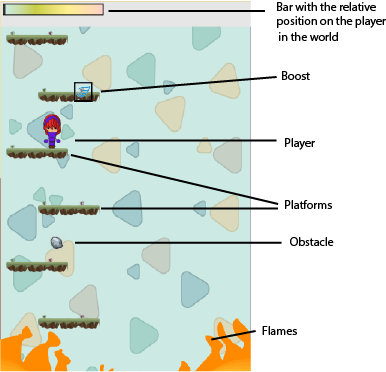 Bar with the relative
position on the player
in the world
Boost
Player
Platforms
Obstacle
Flames